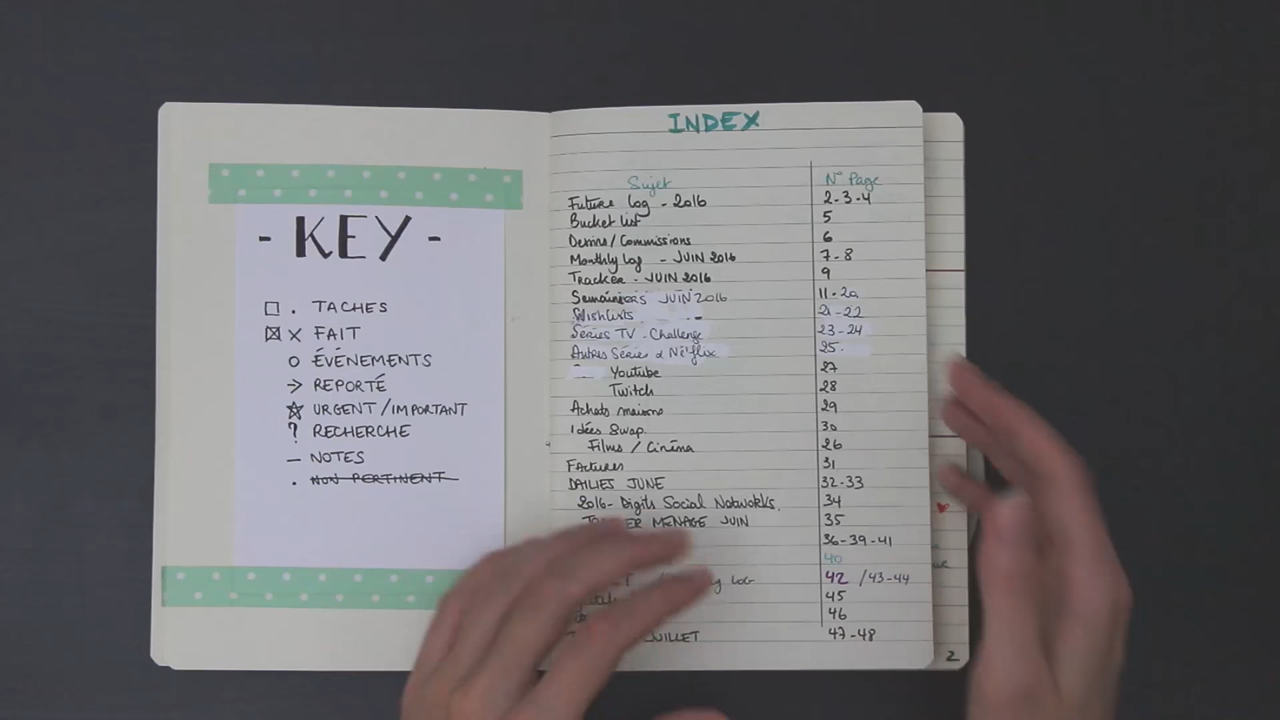 - KEY -
□ . TACHES
☒ × FAIT
○ ÉVÉNEMENTS
→ REPORTÉ
☆ URGENT / IMPORTANT
? RECHERCHE
— NOTES
. NON PERTINENT
INDEX
Sujet N° Page
Future log - 2016 2-3-4
Bucket list 5
Dessins / Commissions 6
Monthly log - JUIN 2016 7-8
Tracker - JUIN 2016 9
Semainiers JUIN 2016 11-20
Wishlists 21-22
Séries TV - Challenge 23-24
Autres Séries à Netflix 25
Youtube 27
Twitch 28
Achats maison 29
Idées Swap 30
Films / Cinéma 26
Factures 31
DAILIES JUNE 32-33
2016 - Digits Social Networks 34
MENAGE JUIN 35
36-39-41
40
LOG 42 / 43-44
45
46
JUILLET 47-48
2